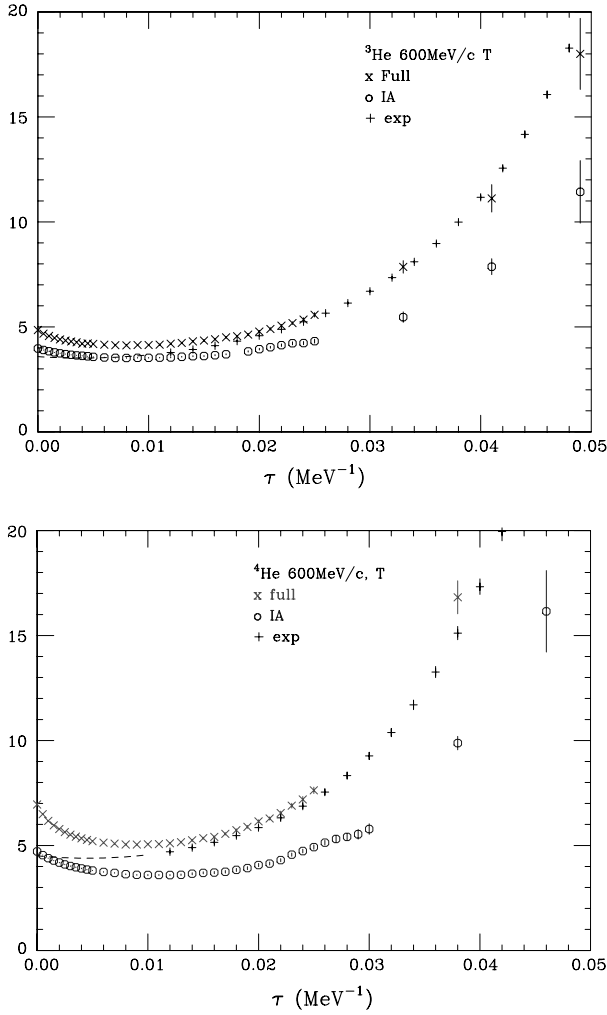 20
³He 600MeV/c T
x Full
o IA
+ exp
15
10
5
0
0.00 0.01 0.02 0.03 0.04 0.05
τ (MeV⁻¹)
20
⁴He 600MeV/c, T
x full
o IA
+ exp
15
10
5
0
0.00 0.01 0.02 0.03 0.04 0.05
τ (MeV⁻¹)